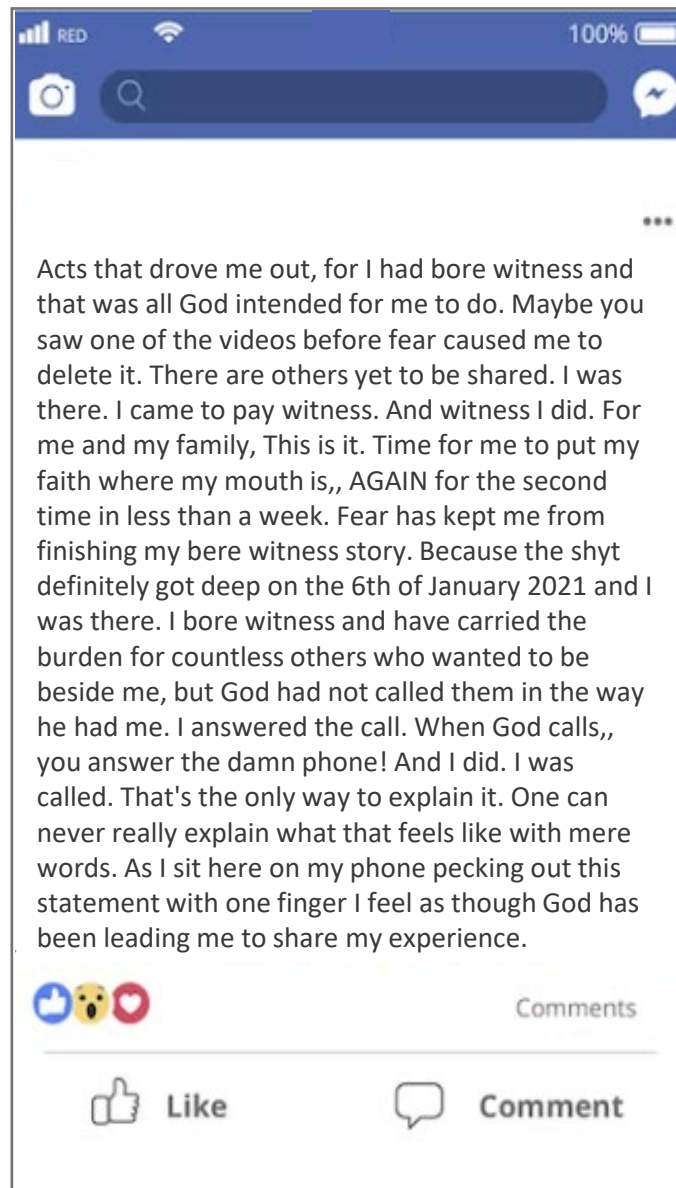 RED
100%
Acts that drove me out, for I had bore witness and
that was all God intended for me to do. Maybe you
saw one of the videos before fear caused me to
delete it. There are others yet to be shared. I was
there. I came to pay witness. And witness I did. For
me and my family, This is it. Time for me to put my
faith where my mouth is,, AGAIN for the second
time in less than a week. Fear has kept me from
finishing my bere witness story. Because the shyt
definitely got deep on the 6th of January 2021 and I
was there. I bore witness and have carried the
burden for countless others who wanted to be
beside me, but God had not called them in the way
he had me. I answered the call. When God calls,,
you answer the damn phone! And I did. I was
called. That's the only way to explain it. One can
never really explain what that feels like with mere
words. As I sit here on my phone pecking out this
statement with one finger I feel as though God has
been leading me to share my experience.
Comments
Like
Comment